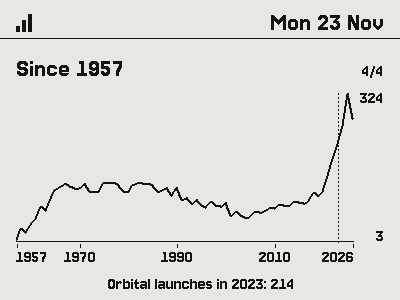 Mon 23 Nov
Since 1957
4/4
324
3
1957 1970 1990 2010 2026
Orbital launches in 2023: 214